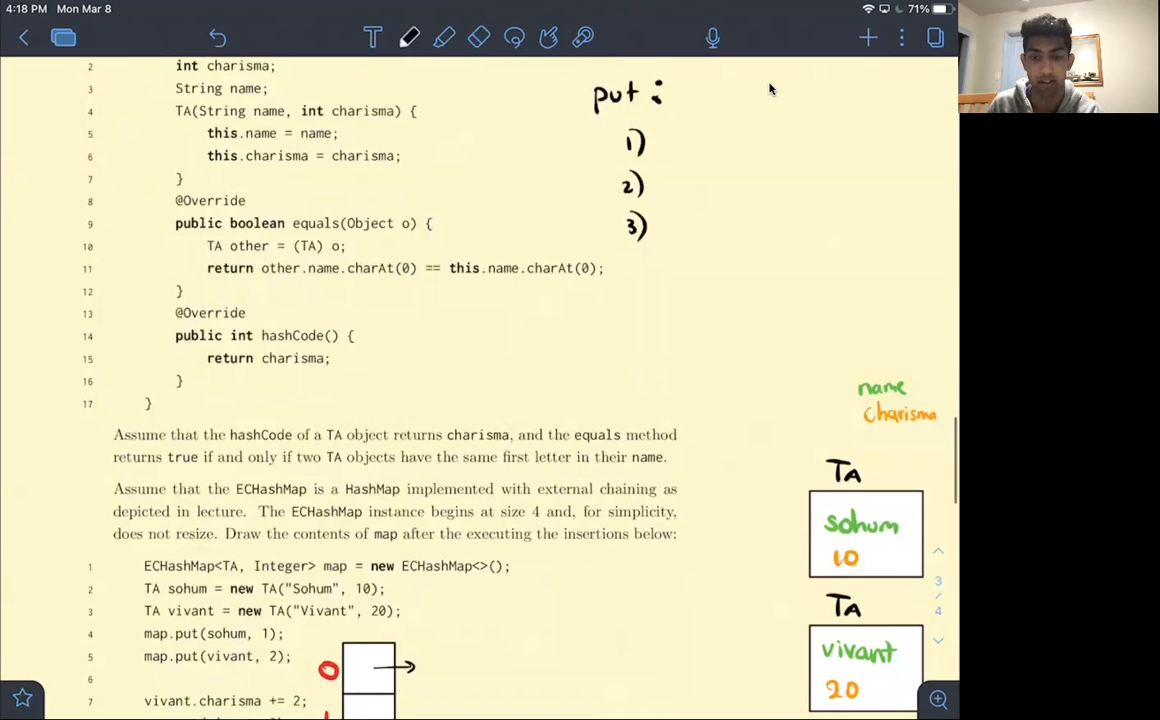 4:18 PM Mon Mar 8
71%
T
2 int charisma;
3 String name;
4 TA(String name, int charisma) {
5 this.name = name;
6 this.charisma = charisma;
7 }
8 @Override
9 public boolean equals(Object o) {
10 TA other = (TA) o;
11 return other.name.charAt(0) == this.name.charAt(0);
12 }
13 @Override
14 public int hashCode() {
15 return charisma;
16 }
17 }
put :
1)
2)
3)
Assume that the hashCode of a TA object returns charisma, and the equals method
returns true if and only if two TA objects have the same first letter in their name.
Assume that the ECHashMap is a HashMap implemented with external chaining as
depicted in lecture. The ECHashMap instance begins at size 4 and, for simplicity,
does not resize. Draw the contents of map after the executing the insertions below:
1 ECHashMap<TA, Integer> map = new ECHashMap<>();
2 TA sohum = new TA("Sohum", 10);
3 TA vivant = new TA("Vivant", 20);
4 map.put(sohum, 1);
5 map.put(vivant, 2);
6
7 vivant.charisma += 2;
0
name
charisma
TA
sohum
10
TA
vivant
20
3
/
4